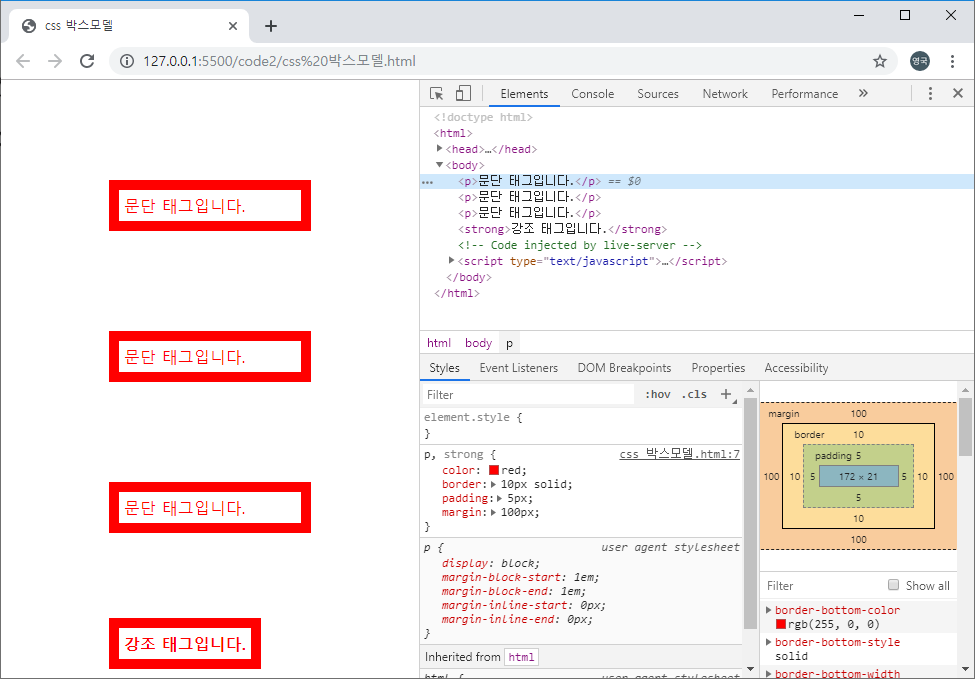 css 박스모델
127.0.0.1:5500/code2/css%20박스모델.html
영국
문단 태그입니다.
문단 태그입니다.
문단 태그입니다.
강조 태그입니다.
Elements Console Sources Network Performance »
<!doctype html>
<html>
<head>…</head>
<body>
<p>문단 태그입니다.</p> == $0
<p>문단 태그입니다.</p>
<p>문단 태그입니다.</p>
<strong>강조 태그입니다.</strong>
<!-- Code injected by live-server -->
<script type="text/javascript">…</script>
</body>
</html>
html body p
Styles Event Listeners DOM Breakpoints Properties Accessibility
Filter :hov .cls +
element.style {
}
p, strong { css 박스모델.html:7
color: red;
border: 10px solid;
padding: 5px;
margin: 100px;
}
p { user agent stylesheet
display: block;
margin-block-start: 1em;
margin-block-end: 1em;
margin-inline-start: 0px;
margin-inline-end: 0px;
}
Inherited from html
html { user agent stylesheet
margin 100
border 10
padding 5
100 10 5 172 × 21 5 10 100
5
10
100
Filter Show all
border-bottom-color
rgb(255, 0, 0)
border-bottom-style
solid
border-bottom-width